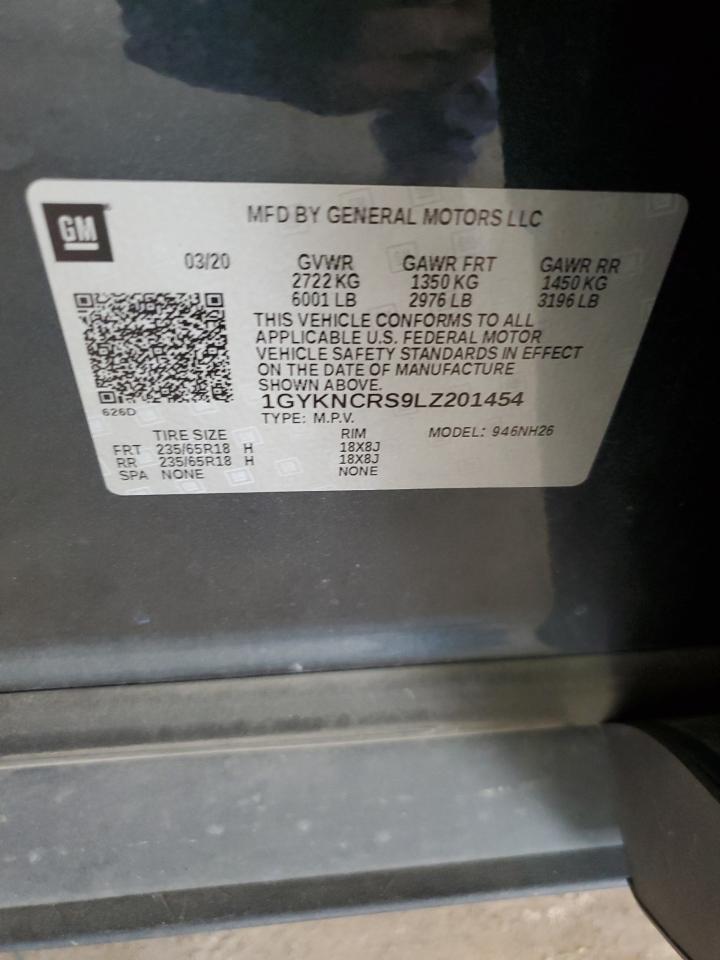 GM
MFD BY GENERAL MOTORS LLC
03/20 GVWR GAWR FRT GAWR RR
2722 KG 1350 KG 1450 KG
6001 LB 2976 LB 3196 LB
THIS VEHICLE CONFORMS TO ALL
APPLICABLE U.S. FEDERAL MOTOR
VEHICLE SAFETY STANDARDS IN EFFECT
ON THE DATE OF MANUFACTURE
SHOWN ABOVE.
626D
1GYKNCRS9LZ201454
TYPE: M.P.V.
TIRE SIZE RIM MODEL: 946NH26
FRT 235/65R18 H 18X8J
RR 235/65R18 H 18X8J
SPA NONE NONE